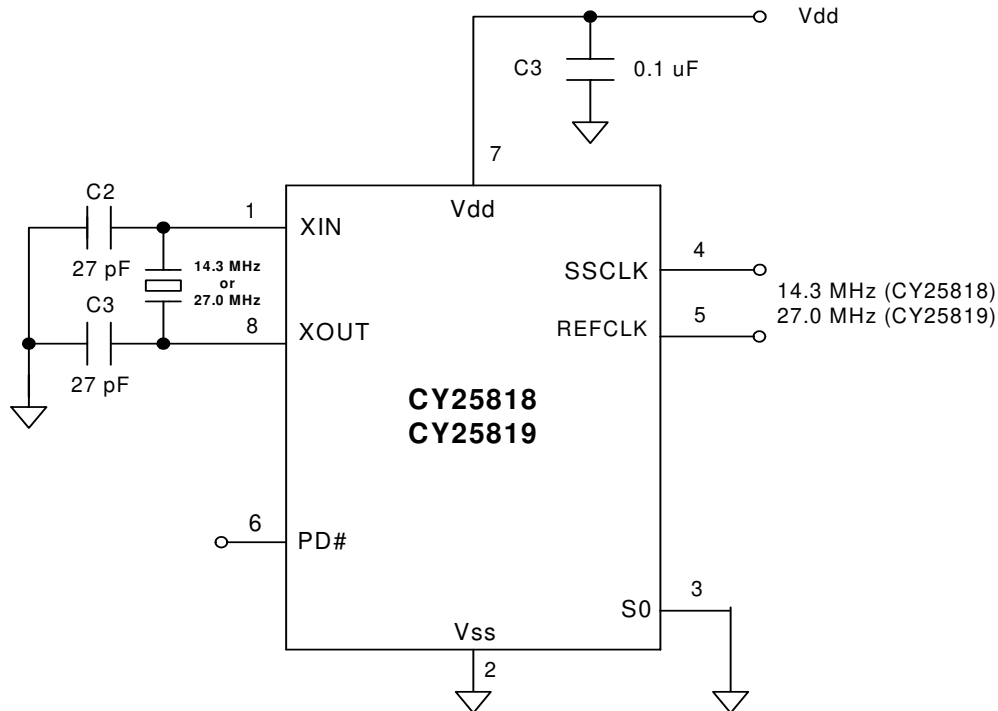 Vdd
C3
0.1 uF
7
C2
1
XIN
Vdd
27 pF
14.3 MHz
or
27.0 MHz
SSCLK
4
C3
8
XOUT
REFCLK
5
14.3 MHz (CY25818)
27.0 MHz (CY25819)
27 pF
CY25818
CY25819
6
PD#
S0
3
Vss
2